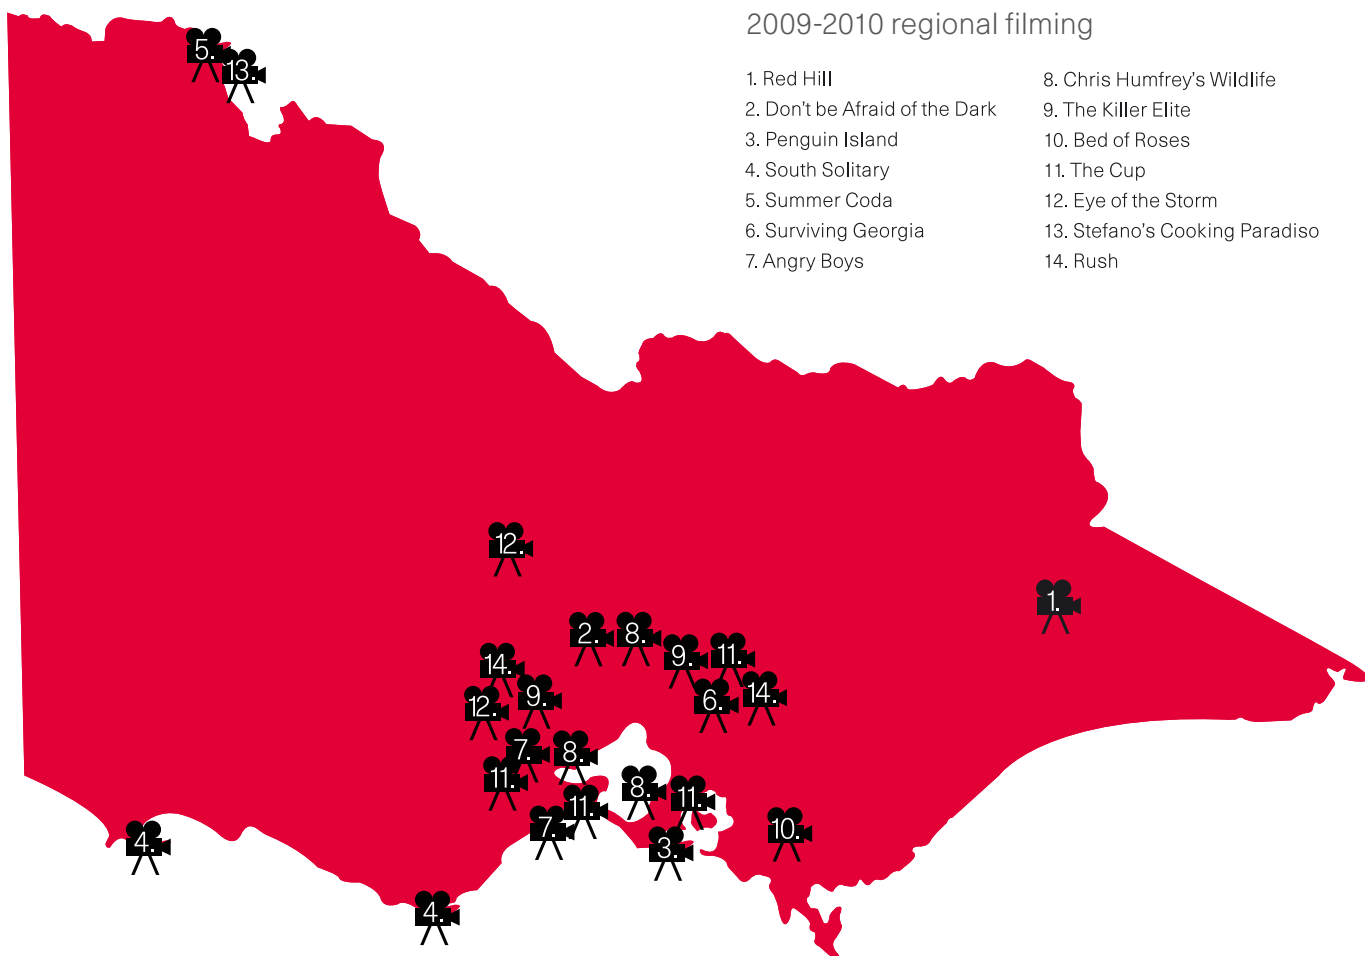 2009-2010 regional filming
1. Red Hill
2. Don't be Afraid of the Dark
3. Penguin Island
4. South Solitary
5. Summer Coda
6. Surviving Georgia
7. Angry Boys
8. Chris Humfrey's Wildlife
9. The Killer Elite
10. Bed of Roses
11. The Cup
12. Eye of the Storm
13. Stefano's Cooking Paradiso
14. Rush
5.
13.
12.
1.
2.
8.
9.
11.
14.
6.
14.
9.
12.
7.
8.
11.
8.
11.
11.
7.
10.
3.
4.
4.